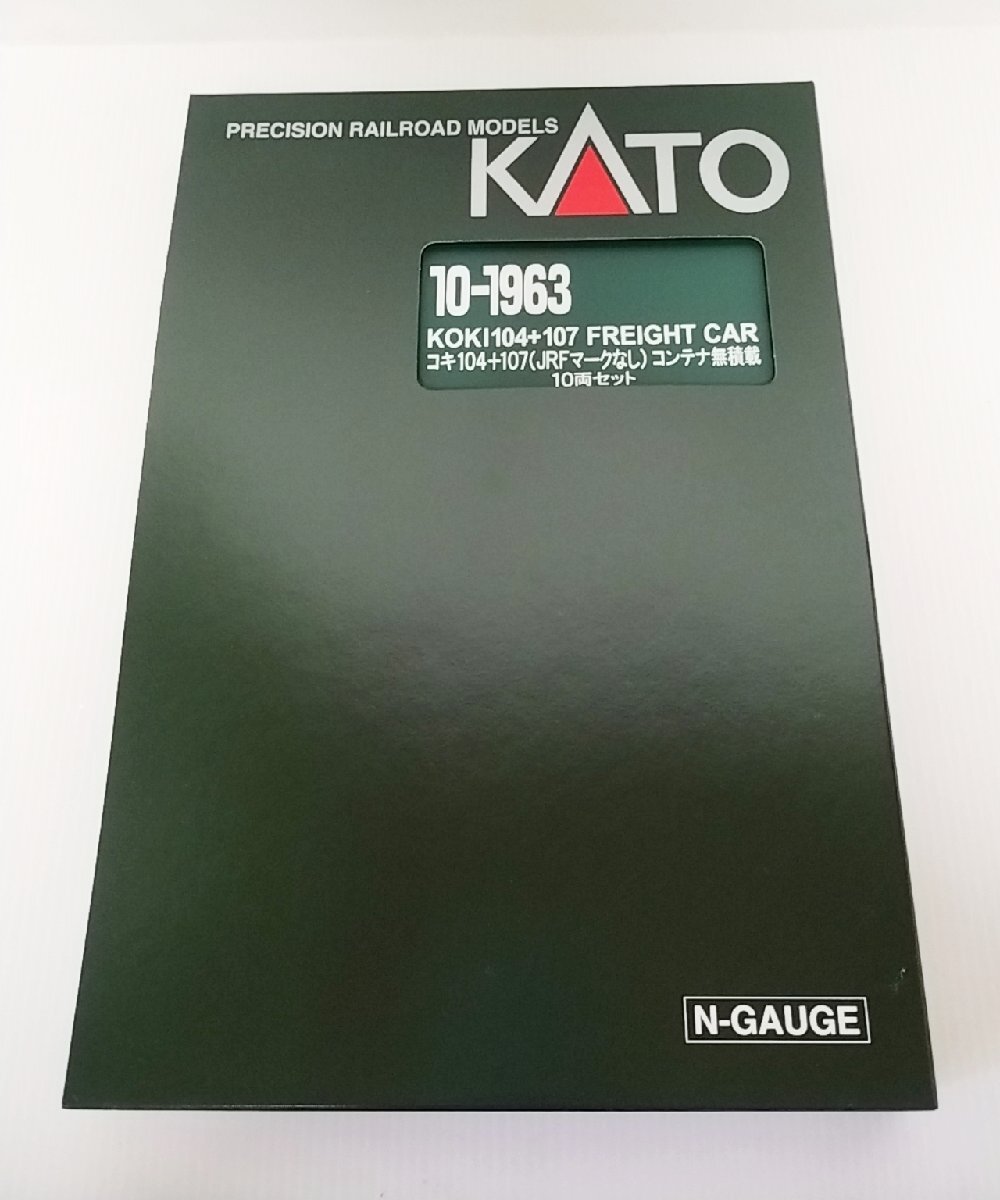 PRECISION RAILROAD MODELS
KATO
10-1963
KOKI104+107 FREIGHT CAR
コキ104+107(JRFマークなし) コンテナ無積載
10両セット
N-GAUGE